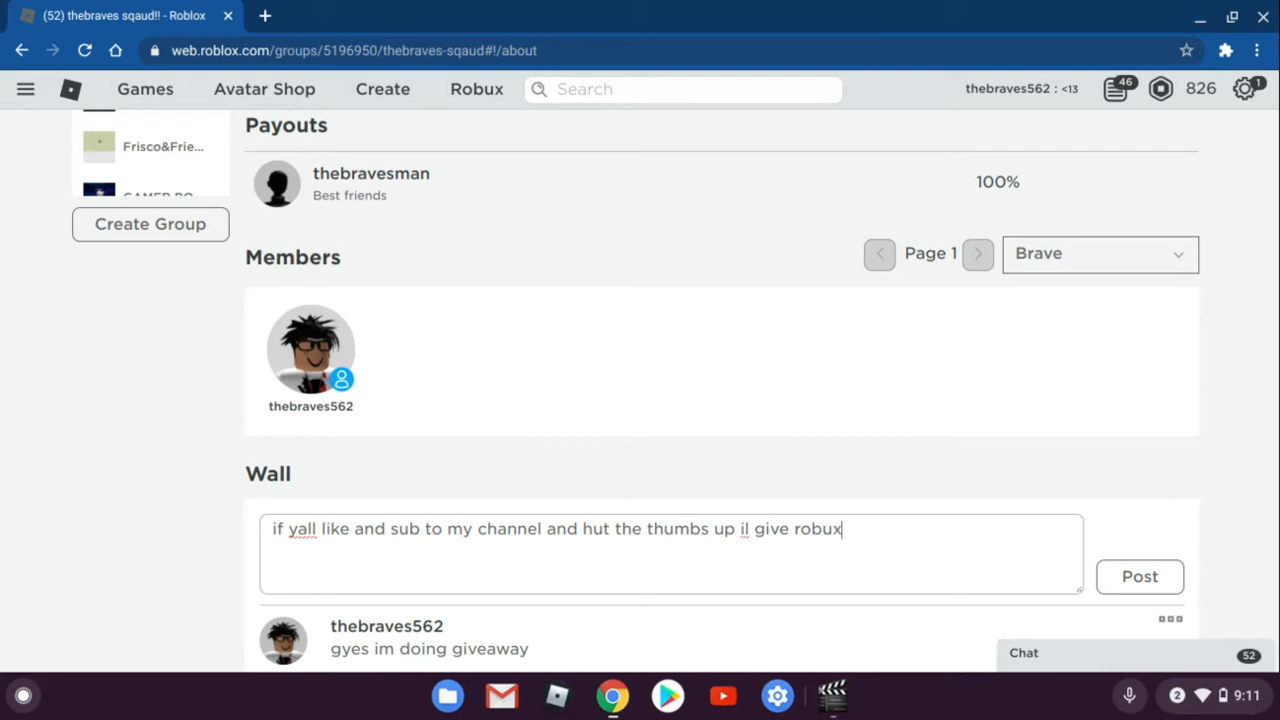 (52) thebraves sqaud!! - Roblox
web.roblox.com/groups/5196950/thebraves-sqaud#!/about
Games Avatar Shop Create Robux Search thebraves562 : <13 46 826 1
Payouts
Frisco&Frie...
thebravesman 100%
Best friends
GAMER BO
Create Group
Members Page 1 Brave
thebraves562
Wall
if yall like and sub to my channel and hut the thumbs up il give robux
Post
thebraves562
gyes im doing giveaway
Chat 52
2 9:11